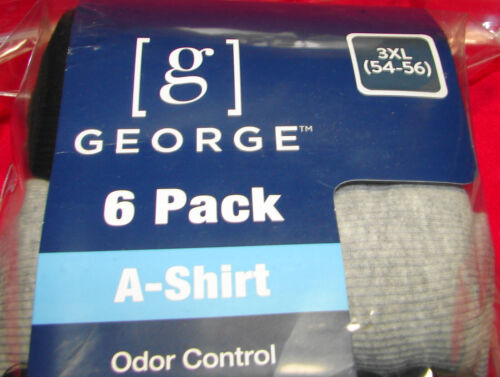 [g]
3XL
(54-56)
GEORGE™
6 Pack
A-Shirt
Odor Control